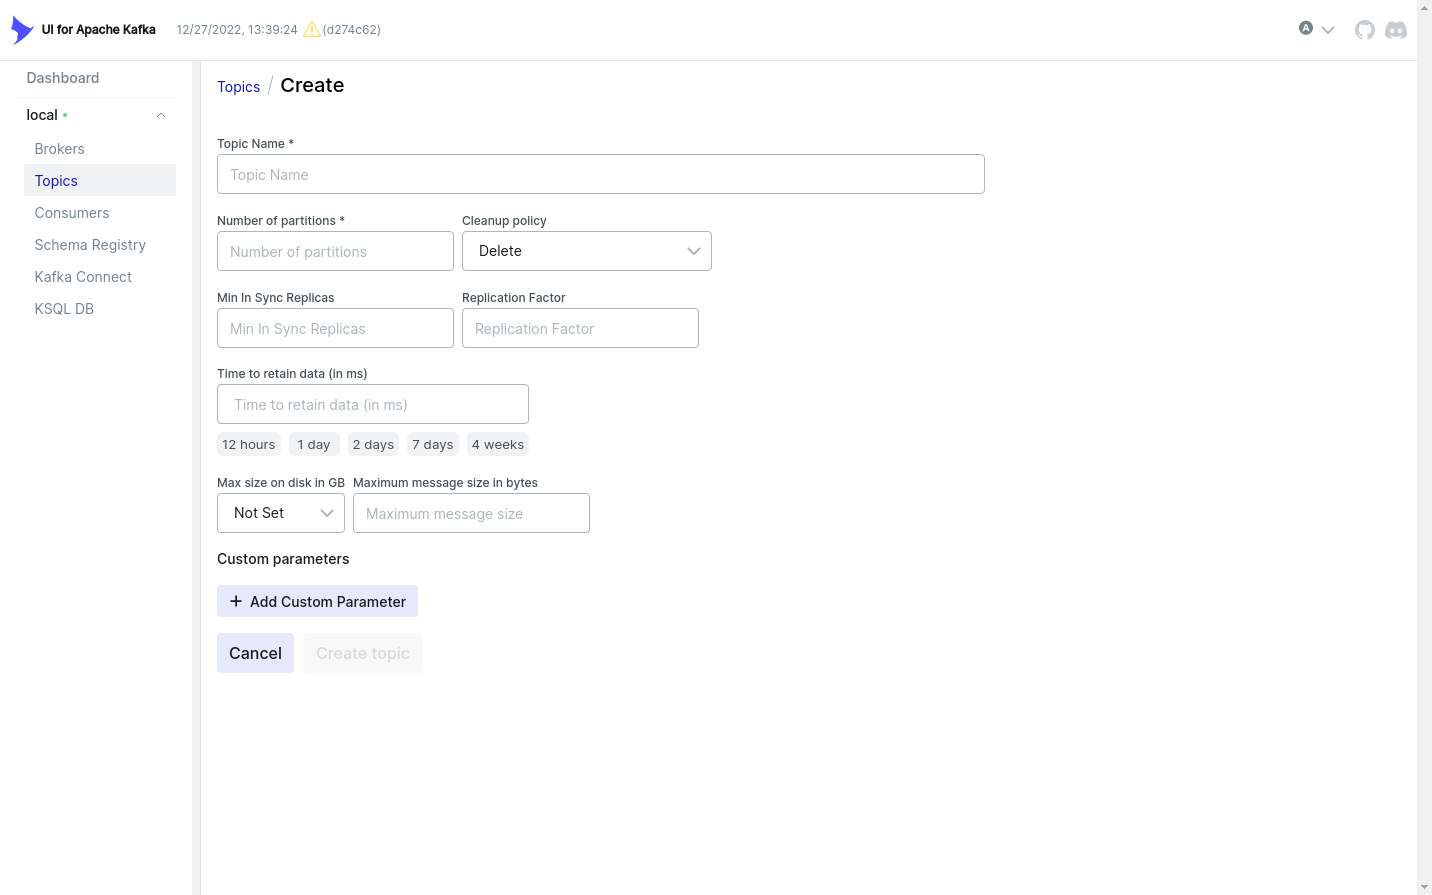 UI for Apache Kafka 12/27/2022, 13:39:24 (d274c62) A
Dashboard
local
Brokers
Topics
Consumers
Schema Registry
Kafka Connect
KSQL DB
Topics / Create
Topic Name *
Topic Name
Number of partitions * Cleanup policy
Number of partitions Delete
Min In Sync Replicas Replication Factor
Min In Sync Replicas Replication Factor
Time to retain data (in ms)
Time to retain data (in ms)
12 hours 1 day 2 days 7 days 4 weeks
Max size on disk in GB Maximum message size in bytes
Not Set Maximum message size
Custom parameters
+ Add Custom Parameter
Cancel Create topic